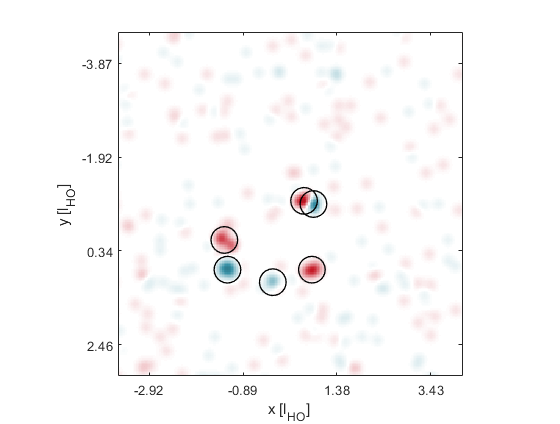 -3.87
-1.92
0.34
2.46
y [l_HO]
-2.92 -0.89 1.38 3.43
x [l_HO]